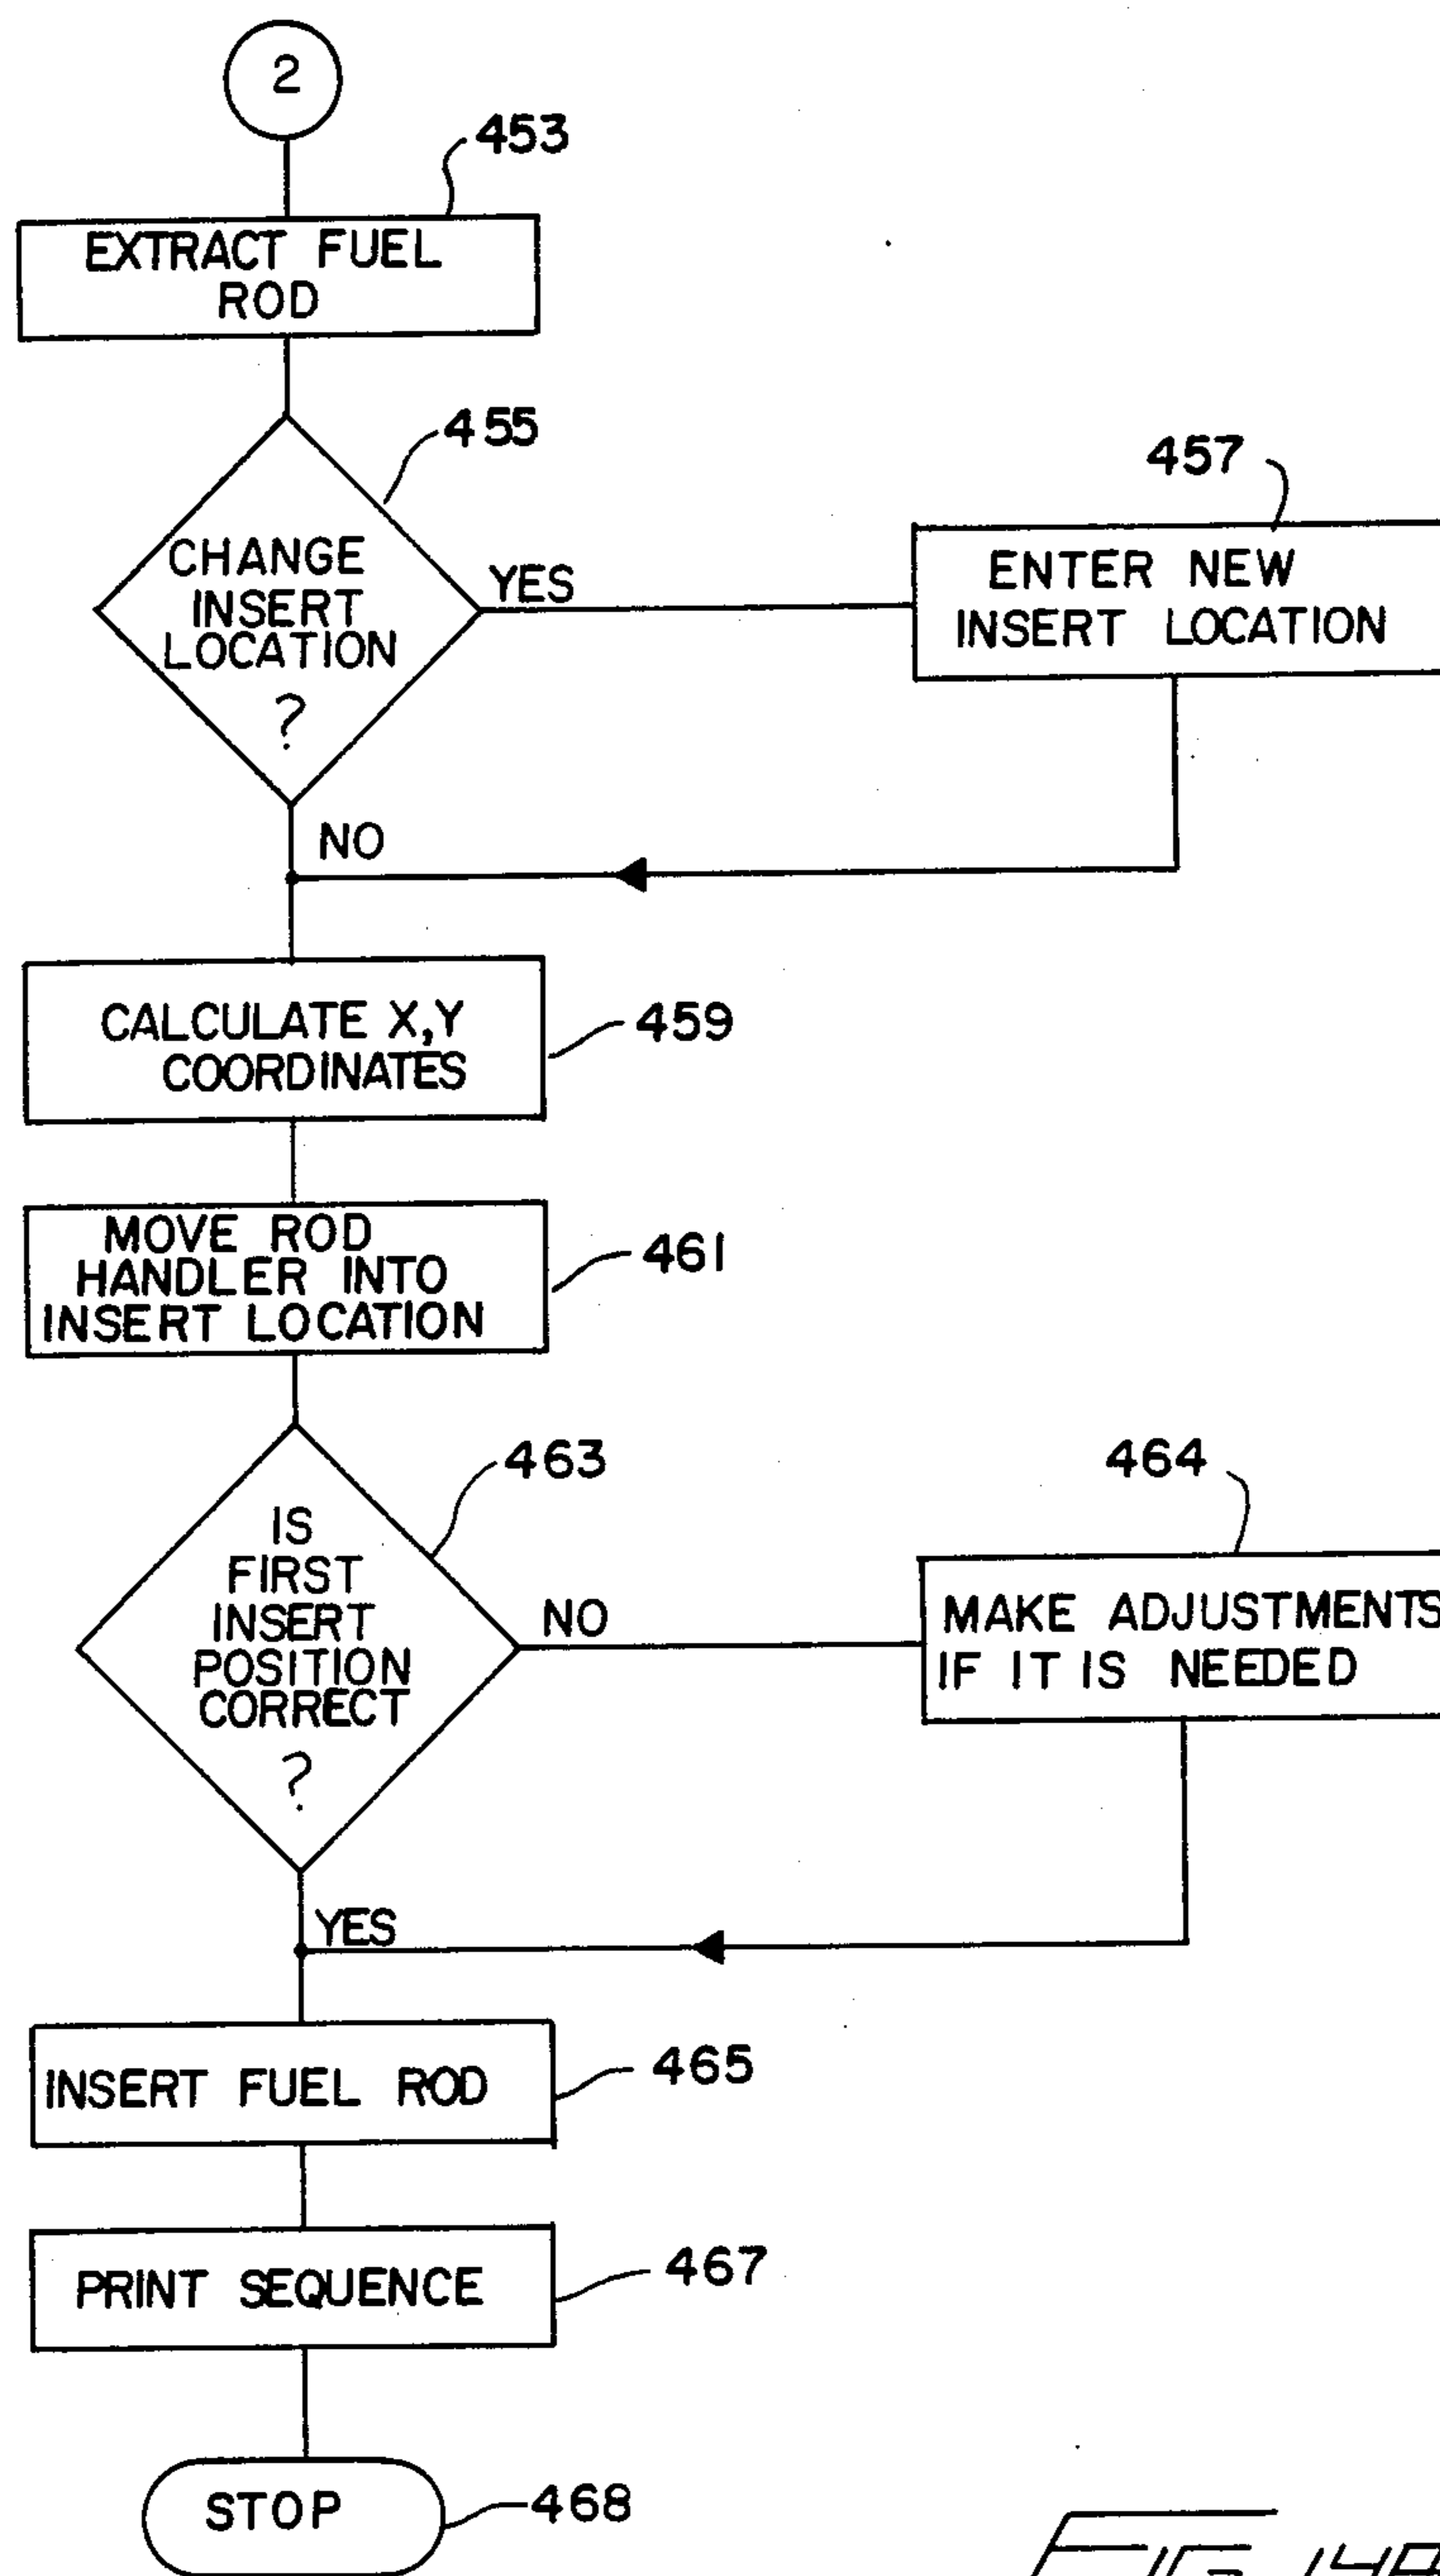 2
453
EXTRACT FUEL
ROD
455
CHANGE
INSERT
LOCATION
?
YES
457
ENTER NEW
INSERT LOCATION
NO
CALCULATE X,Y
COORDINATES
459
MOVE ROD
HANDLER INTO
INSERT LOCATION
461
463
IS
FIRST
INSERT
POSITION
CORRECT
?
NO
464
MAKE ADJUSTMENTS
IF IT IS NEEDED
YES
INSERT FUEL ROD
465
PRINT SEQUENCE
467
STOP
468